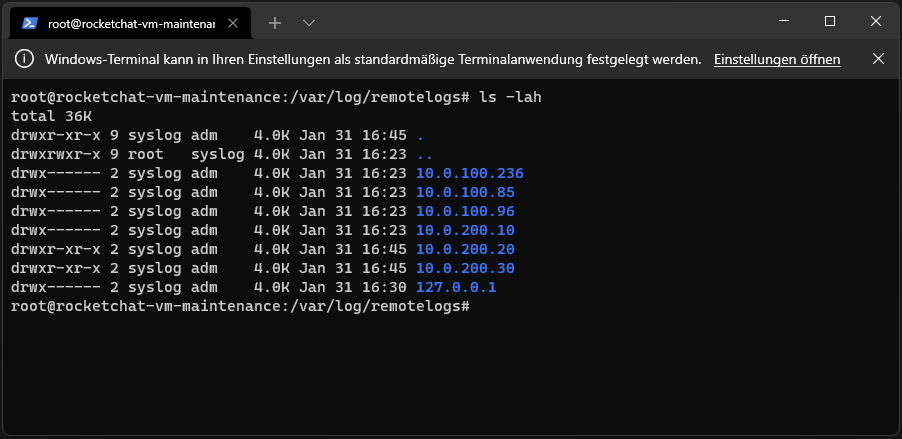 root@rocketchat-vm-maintenan
Windows-Terminal kann in Ihren Einstellungen als standardmäßige Terminalanwendung festgelegt werden. Einstellungen öffnen
root@rocketchat-vm-maintenance:/var/log/remotelogs# ls -lah
total 36K
drwxr-xr-x 9 syslog adm    4.0K Jan 31 16:45 .
drwxrwxr-x 9 root   syslog 4.0K Jan 31 16:23 ..
drwx------ 2 syslog adm    4.0K Jan 31 16:23 10.0.100.236
drwx------ 2 syslog adm    4.0K Jan 31 16:23 10.0.100.85
drwx------ 2 syslog adm    4.0K Jan 31 16:23 10.0.100.96
drwx------ 2 syslog adm    4.0K Jan 31 16:23 10.0.200.10
drwxr-xr-x 2 syslog adm    4.0K Jan 31 16:45 10.0.200.20
drwxr-xr-x 2 syslog adm    4.0K Jan 31 16:45 10.0.200.30
drwx------ 2 syslog adm    4.0K Jan 31 16:30 127.0.0.1
root@rocketchat-vm-maintenance:/var/log/remotelogs#